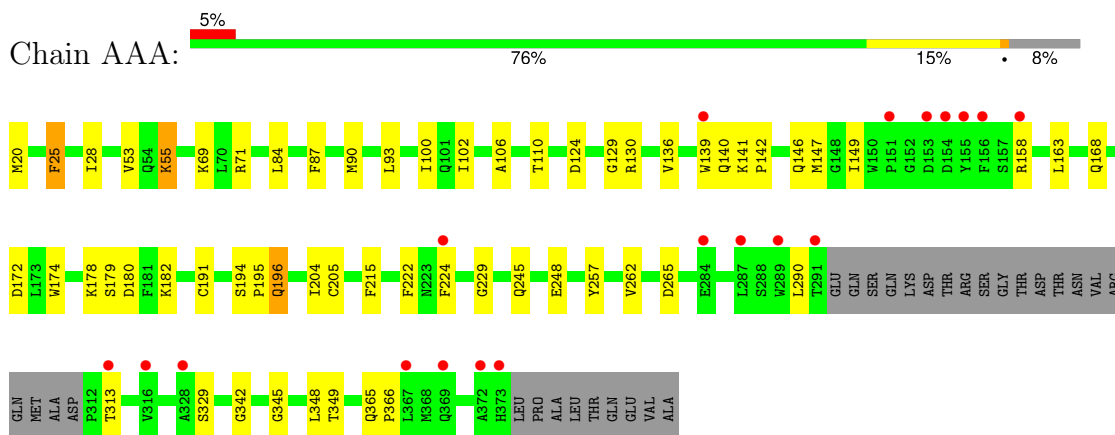 5%
Chain AAA:
76% 15% • 8%
M20 F25 I28 V53 Q54 K55 K69 L70 R71 L84 F87 M90 L93 I100 Q101 I102 A106 T110 D124 G129 R130 V136 W139 Q140 K141 P142 Q146 M147 G148 I149 W150 P151 G152 D153 D154 Y155 F156 S157 R158 L163 Q168
D172 L173 W174 K178 S179 D180 F181 K182 C191 S194 P195 Q196 I204 C205 F215 F222 N223 F224 G229 Q245 E248 Y257 V262 D265 E284 L287 S288 W289 L290 T291 GLU GLN SER GLN LYS ASP THR ARG SER GLY THR ASP THR ASN VAL ARG
GLN MET ALA ASP P312 T313 V316 A328 S329 G342 G345 L348 T349 Q365 P366 L367 M368 Q369 A372 H373 LEU PRO ALA LEU THR GLN GLU VAL ALA